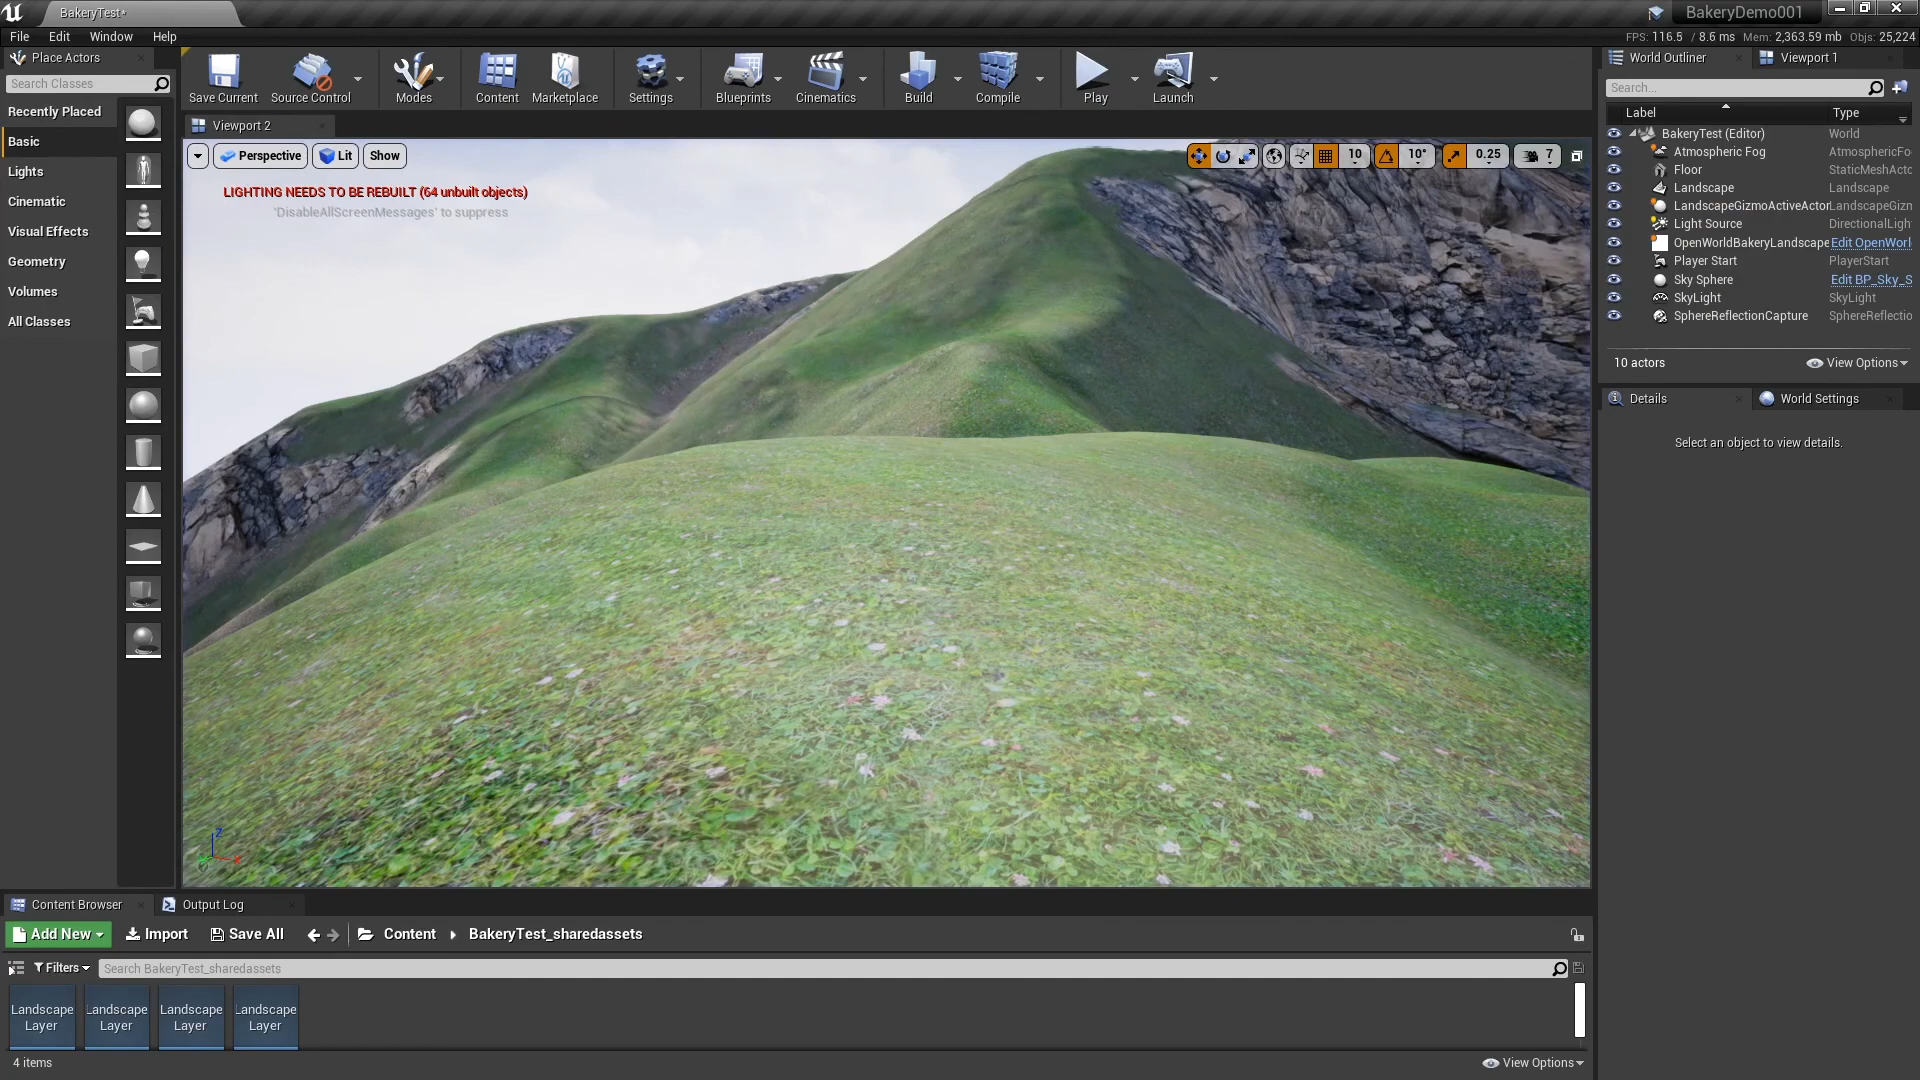 BakeryTest*
BakeryDemo001
File Edit Window Help
FPS: 116.5 / 8.6 ms Mem: 2,363.59 mb Objs: 25,224
Place Actors
Search Classes
Recently Placed
Basic
Lights
Cinematic
Visual Effects
Geometry
Volumes
All Classes
Save Current Source Control Modes Content Marketplace Settings Blueprints Cinematics Build Compile Play Launch
Viewport 2
Perspective Lit Show
10 10° 0.25 7
LIGHTING NEEDS TO BE REBUILT (64 unbuilt objects)
'DisableAllScreenMessages' to suppress
Z
World Outliner Viewport 1
Search...
Label Type
BakeryTest (Editor) World
Atmospheric Fog AtmosphericFo
Floor StaticMeshActo
Landscape Landscape
LandscapeGizmoActiveActor LandscapeGizm
Light Source DirectionalLigh
OpenWorldBakeryLandscape Edit OpenWorl
Player Start PlayerStart
Sky Sphere Edit BP_Sky_S
SkyLight SkyLight
SphereReflectionCapture SphereReflectio
10 actors View Options
Details World Settings
Select an object to view details.
Content Browser Output Log
Add New Import Save All Content BakeryTest_sharedassets
Filters Search BakeryTest_sharedassets
Landscape Landscape Landscape Landscape
Layer Layer Layer Layer
4 items View Options